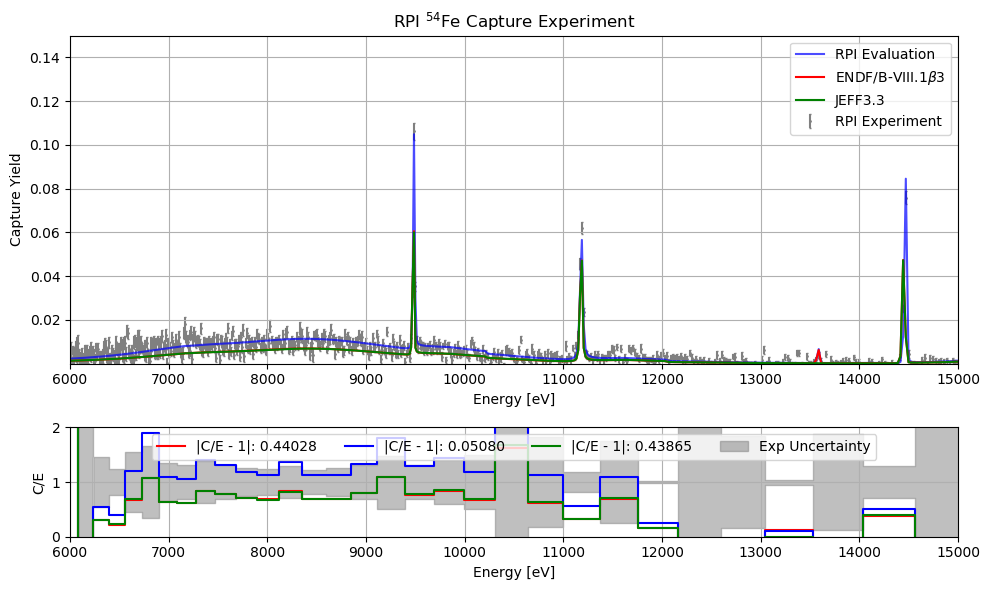 RPI ⁵⁴Fe Capture Experiment
Capture Yield
0.14
0.12
0.10
0.08
0.06
0.04
0.02
RPI Evaluation
ENDF/B-VIII.1β3
JEFF3.3
RPI Experiment
6000 7000 8000 9000 10000 11000 12000 13000 14000 15000
Energy [eV]
C/E
2
1
0
|C/E - 1|: 0.44028 |C/E - 1|: 0.05080 |C/E - 1|: 0.43865 Exp Uncertainty
6000 7000 8000 9000 10000 11000 12000 13000 14000 15000
Energy [eV]